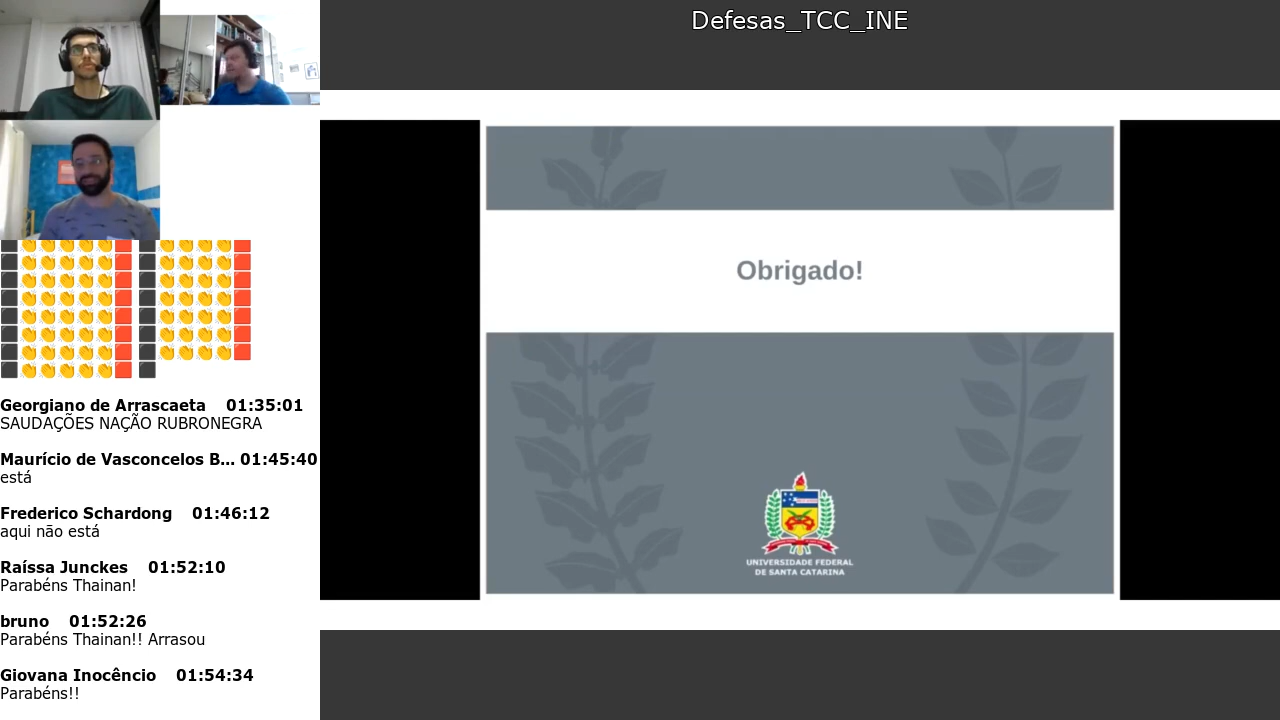 Defesas_TCC_INE
Obrigado!
UNIVERSIDADE FEDERAL
DE SANTA CATARINA
Georgiano de Arrascaeta 01:35:01
SAUDAÇÕES NAÇÃO RUBRONEGRA
Maurício de Vasconcelos B... 01:45:40
está
Frederico Schardong 01:46:12
aqui não está
Raíssa Junckes 01:52:10
Parabéns Thainan!
bruno 01:52:26
Parabéns Thainan!! Arrasou
Giovana Inocêncio 01:54:34
Parabéns!!